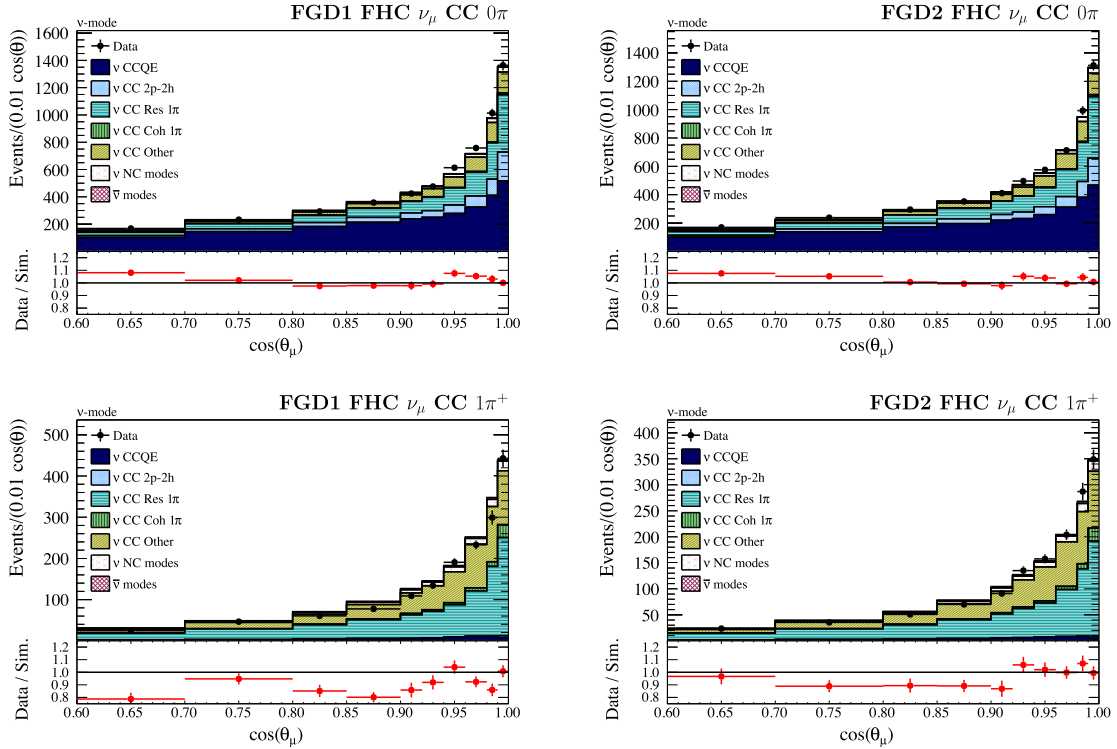 FGD1 FHC ν_μ CC 0π
ν-mode
Events/(0.01 cos(θ))
1600
1400
1200
1000
800
600
400
200
Data
ν CCQE
ν CC 2p-2h
ν CC Res 1π
ν CC Coh 1π
ν CC Other
ν NC modes
ν̅ modes
Data / Sim.
1.2
1.1
1.0
0.9
0.8
0.60 0.65 0.70 0.75 0.80 0.85 0.90 0.95 1.00
cos(θ_μ)
FGD2 FHC ν_μ CC 0π
ν-mode
Events/(0.01 cos(θ))
1400
1200
1000
800
600
400
200
Data
ν CCQE
ν CC 2p-2h
ν CC Res 1π
ν CC Coh 1π
ν CC Other
ν NC modes
ν̅ modes
Data / Sim.
1.2
1.1
1.0
0.9
0.8
0.60 0.65 0.70 0.75 0.80 0.85 0.90 0.95 1.00
cos(θ_μ)
FGD1 FHC ν_μ CC 1π⁺
ν-mode
Events/(0.01 cos(θ))
500
400
300
200
100
Data
ν CCQE
ν CC 2p-2h
ν CC Res 1π
ν CC Coh 1π
ν CC Other
ν NC modes
ν̅ modes
Data / Sim.
1.2
1.1
1.0
0.9
0.8
0.60 0.65 0.70 0.75 0.80 0.85 0.90 0.95 1.00
cos(θ_μ)
FGD2 FHC ν_μ CC 1π⁺
ν-mode
Events/(0.01 cos(θ))
400
350
300
250
200
150
100
50
Data
ν CCQE
ν CC 2p-2h
ν CC Res 1π
ν CC Coh 1π
ν CC Other
ν NC modes
ν̅ modes
Data / Sim.
1.2
1.1
1.0
0.9
0.8
0.60 0.65 0.70 0.75 0.80 0.85 0.90 0.95 1.00
cos(θ_μ)